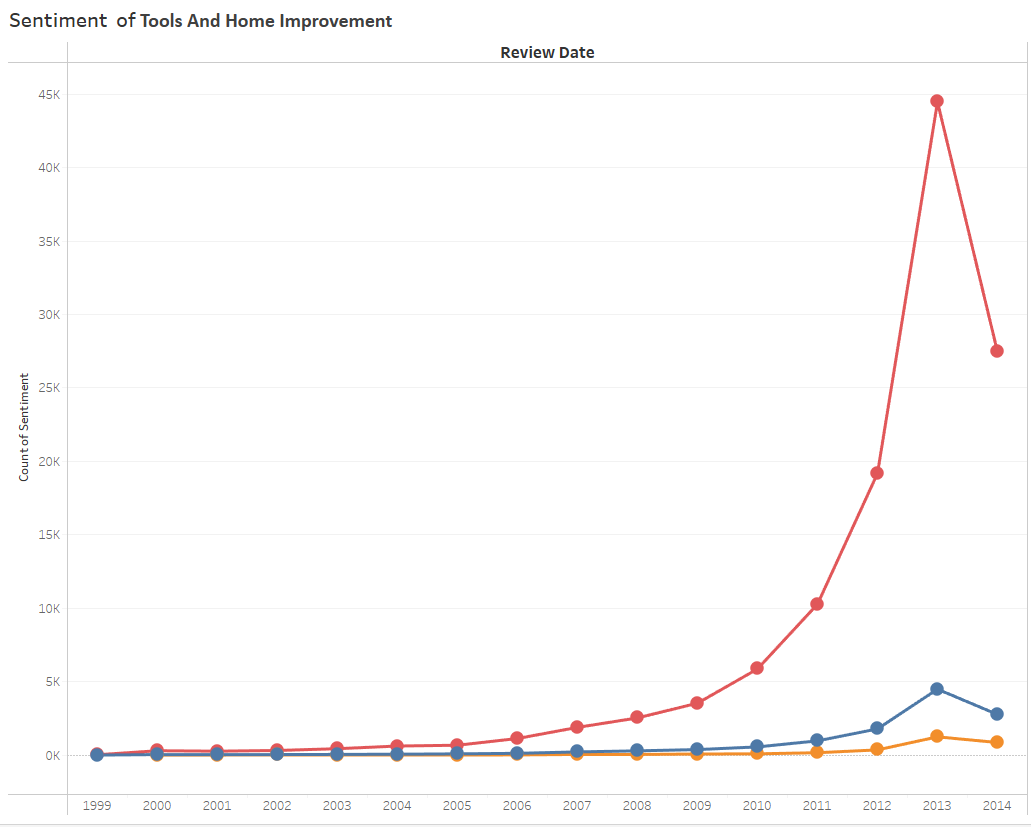 Sentiment of Tools And Home Improvement
Review Date
Count of Sentiment
45K
40K
35K
30K
25K
20K
15K
10K
5K
0K
1999 2000 2001 2002 2003 2004 2005 2006 2007 2008 2009 2010 2011 2012 2013 2014